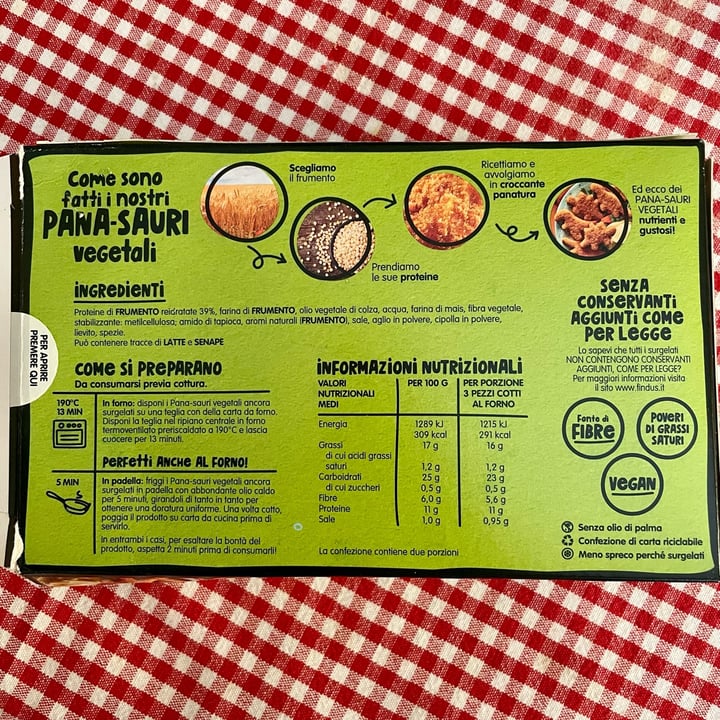 Come sono
fatti i nostri
PANA-SAURI
vegetali
Scegliamo
il frumento
Prendiamo
le sue proteine
Ricettiamo e
avvolgiamo
in croccante
panatura
Ed ecco dei
PANA-SAURI
VEGETALI
nutrienti e
gustosi!
INGREDIENTI
Proteine di FRUMENTO reidratate 39%, farina di FRUMENTO, olio vegetale di colza, acqua, farina di mais, fibra vegetale,
stabilizzante: metilcellulosa; amido di tapioca, aromi naturali (FRUMENTO), sale, aglio in polvere, cipolla in polvere,
lievito, spezie.
Può contenere tracce di LATTE e SENAPE
PER APRIRE
PREMERE QUI
COME SI PREPARANO
Da consumarsi previa cottura.
190°C
13 MIN
In forno: disponi i Pana-sauri vegetali ancora
surgelati su una teglia con della carta da forno.
Disponi la teglia nel ripiano centrale in forno
termoventilato preriscaldato a 190°C e lascia
cuocere per 13 minuti.
PERFETTI ANCHE AL FORNO!
5 MIN
In padella: friggi i Pana-sauri vegetali ancora
surgelati in padella con abbondante olio caldo
per 5 minuti, girandoli di tanto in tanto per
ottenere una doratura uniforme. Una volta cotto,
poggia il prodotto su carta da cucina prima di
servirlo.
In entrambi i casi, per esaltare la bontà del
prodotto, aspetta 2 minuti prima di consumarli!
INFORMAZIONI NUTRIZIONALI
VALORI
NUTRIZIONALI
MEDI
PER 100 G
PER PORZIONE
3 PEZZI COTTI
AL FORNO
Energia 1289 kJ 1215 kJ
309 kcal 291 kcal
Grassi 17 g 16 g
di cui acidi grassi
saturi 1,2 g 1,2 g
Carboidrati 25 g 23 g
di cui zuccheri 0,5 g 0,5 g
Fibre 6,0 g 5,6 g
Proteine 11 g 11 g
Sale 1,0 g 0,95 g
La confezione contiene due porzioni
SENZA
CONSERVANTI
AGGIUNTI COME
PER LEGGE
Lo sapevi che tutti i surgelati
NON CONTENGONO CONSERVANTI
AGGIUNTI, COME PER LEGGE?
Per maggiori informazioni visita
il sito www.findus.it
Fonte di
FIBRE
POVERI
DI GRASSI
SATURI
VEGAN
Senza olio di palma
Confezione di carta riciclabile
Meno spreco perché surgelati